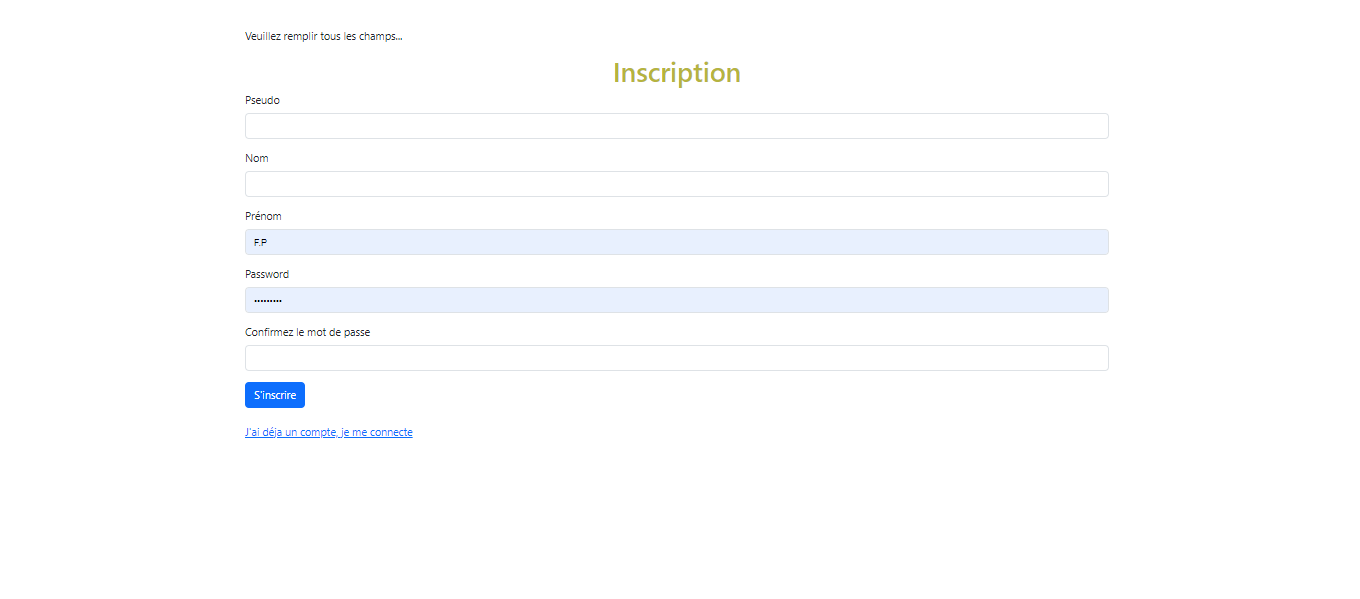 Veuillez remplir tous les champs...
Inscription
Pseudo
Nom
Prénom
F.P
Password
•••••••••
Confirmez le mot de passe
S'inscrire
J'ai déja un compte, je me connecte